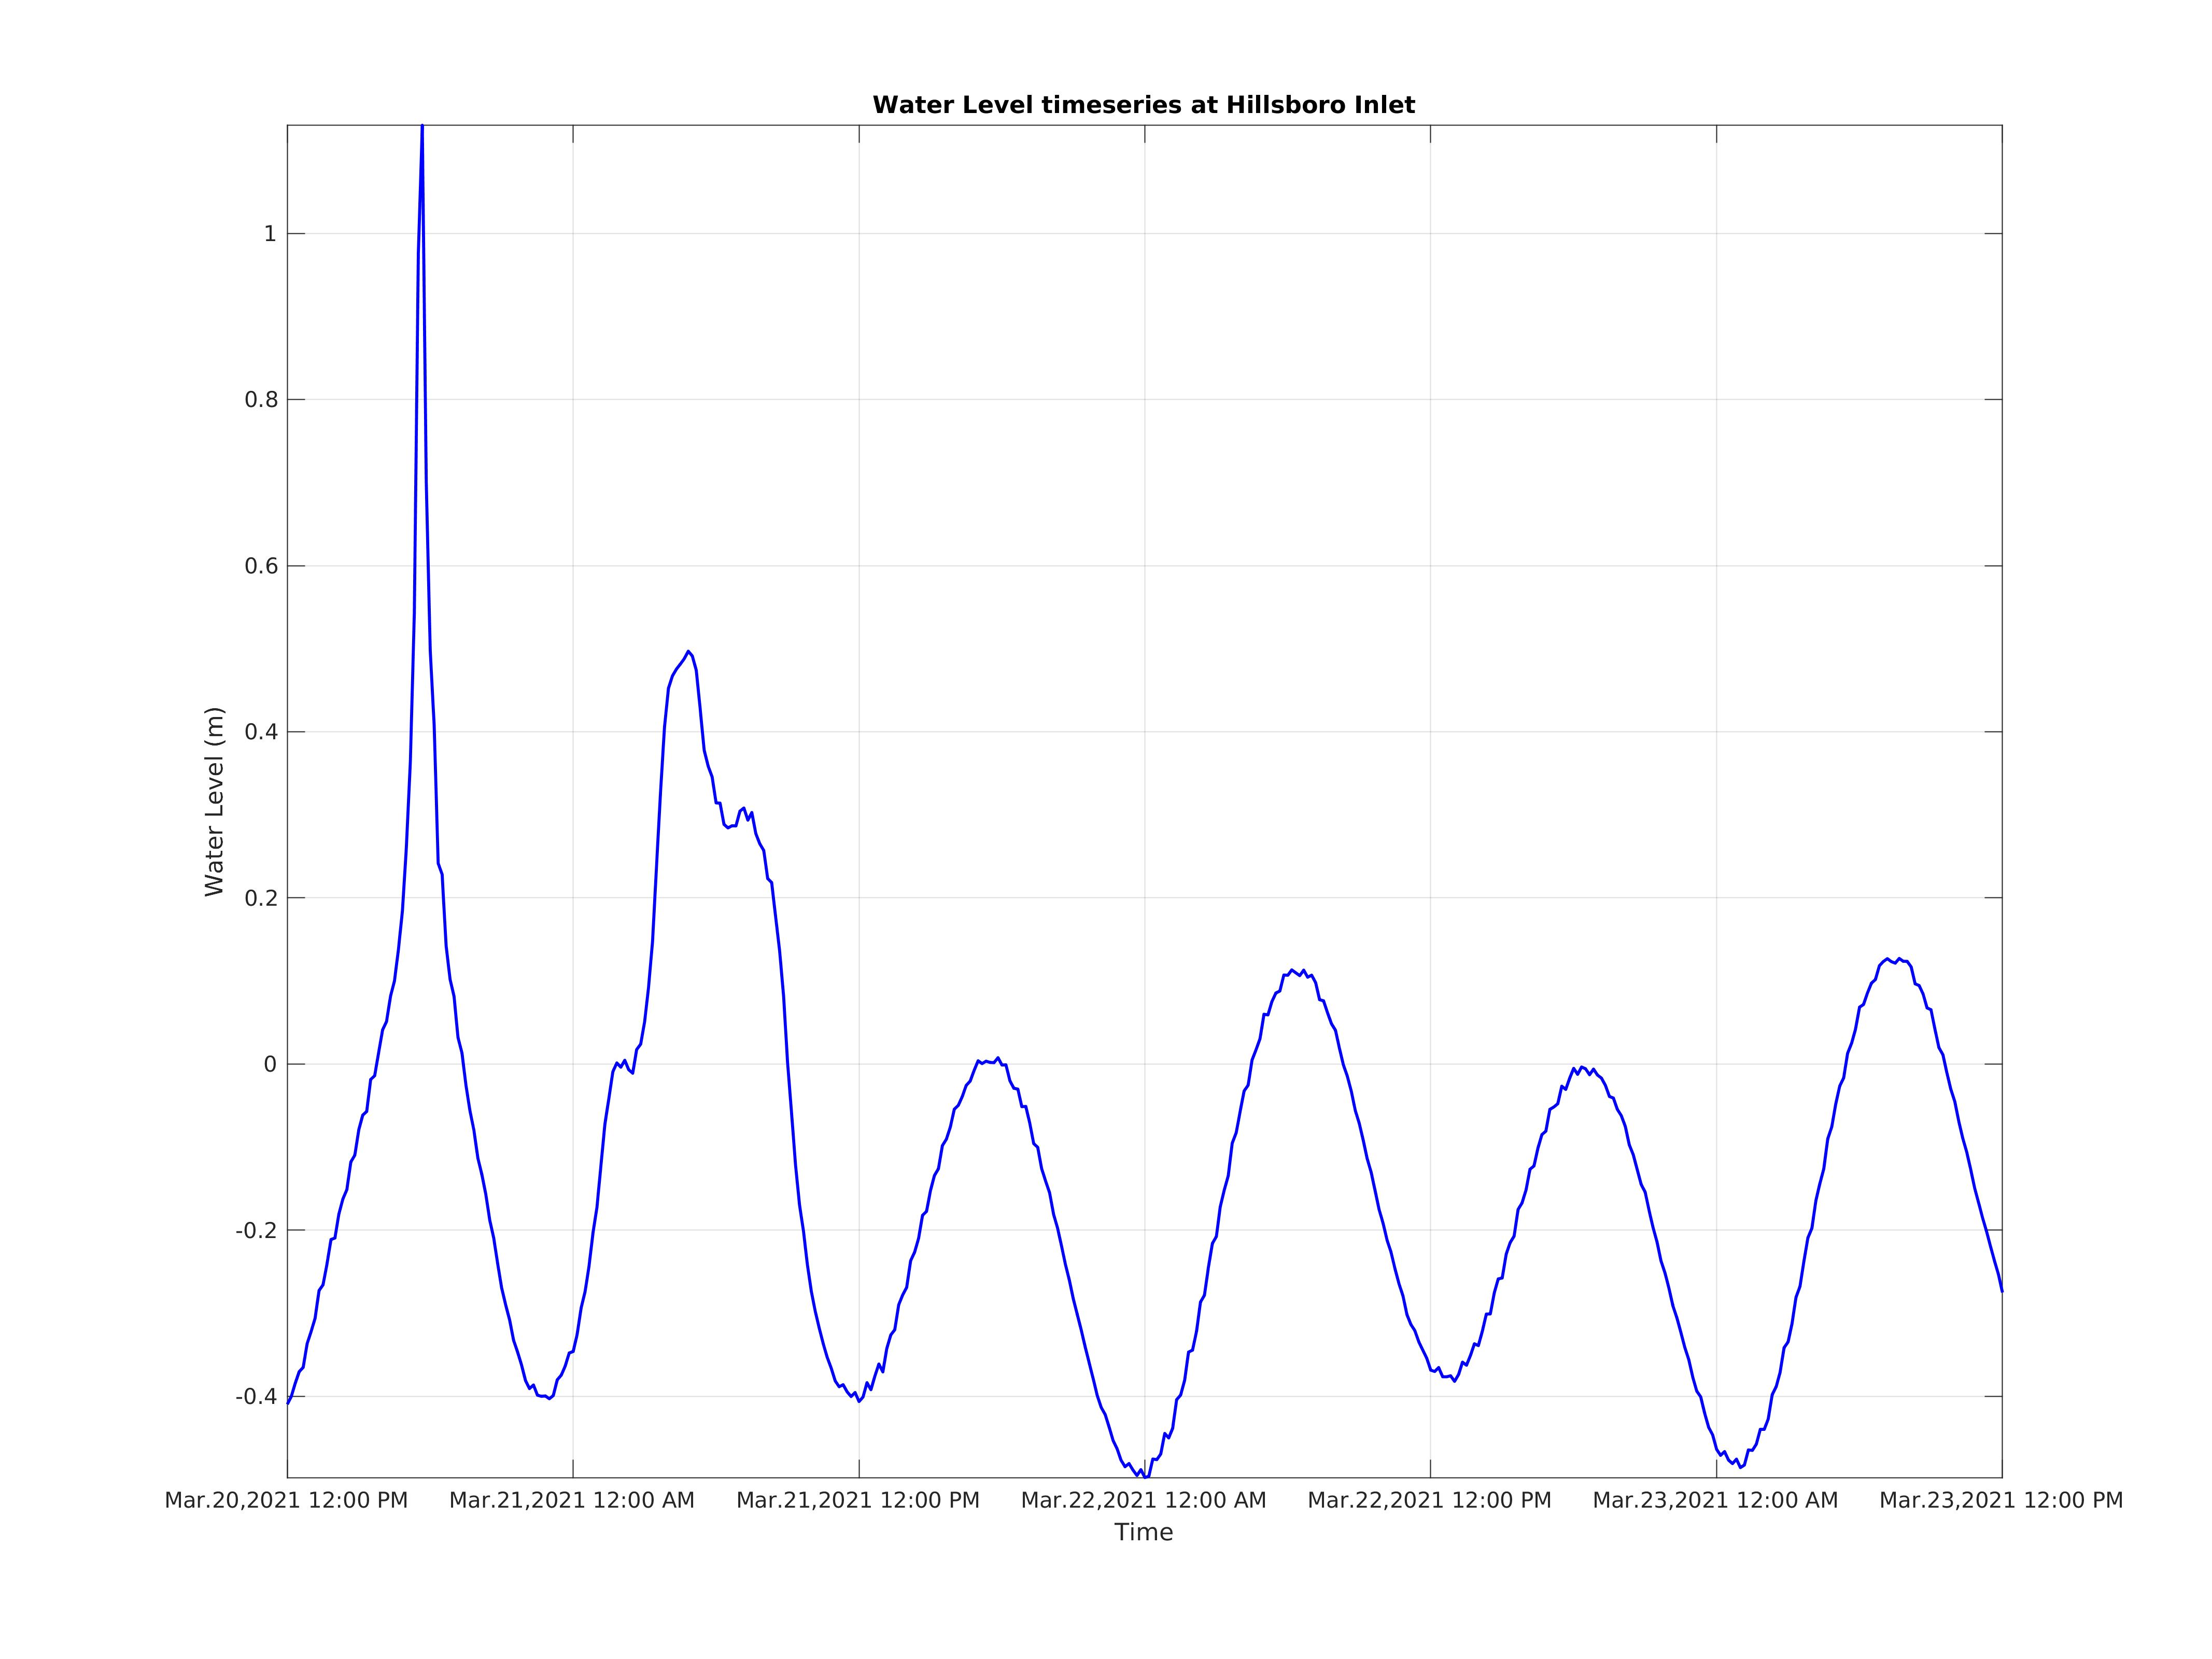 Water Level timeseries at Hillsboro Inlet
1
0.8
0.6
0.4
0.2
0
-0.2
-0.4
Water Level (m)
Mar.20,2021 12:00 PM Mar.21,2021 12:00 AM Mar.21,2021 12:00 PM Mar.22,2021 12:00 AM Mar.22,2021 12:00 PM Mar.23,2021 12:00 AM Mar.23,2021 12:00 PM
Time